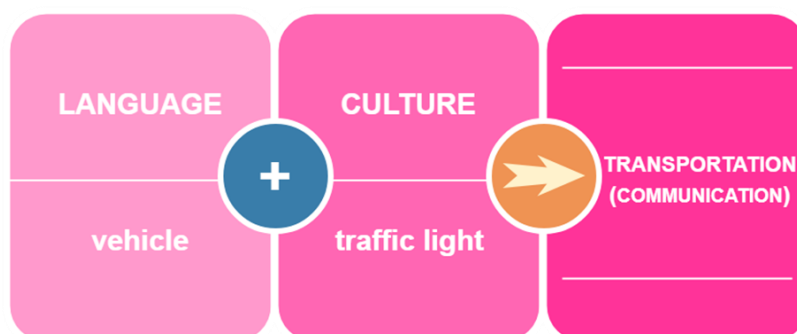 LANGUAGE
vehicle
+
CULTURE
traffic light
TRANSPORTATION
(COMMUNICATION)